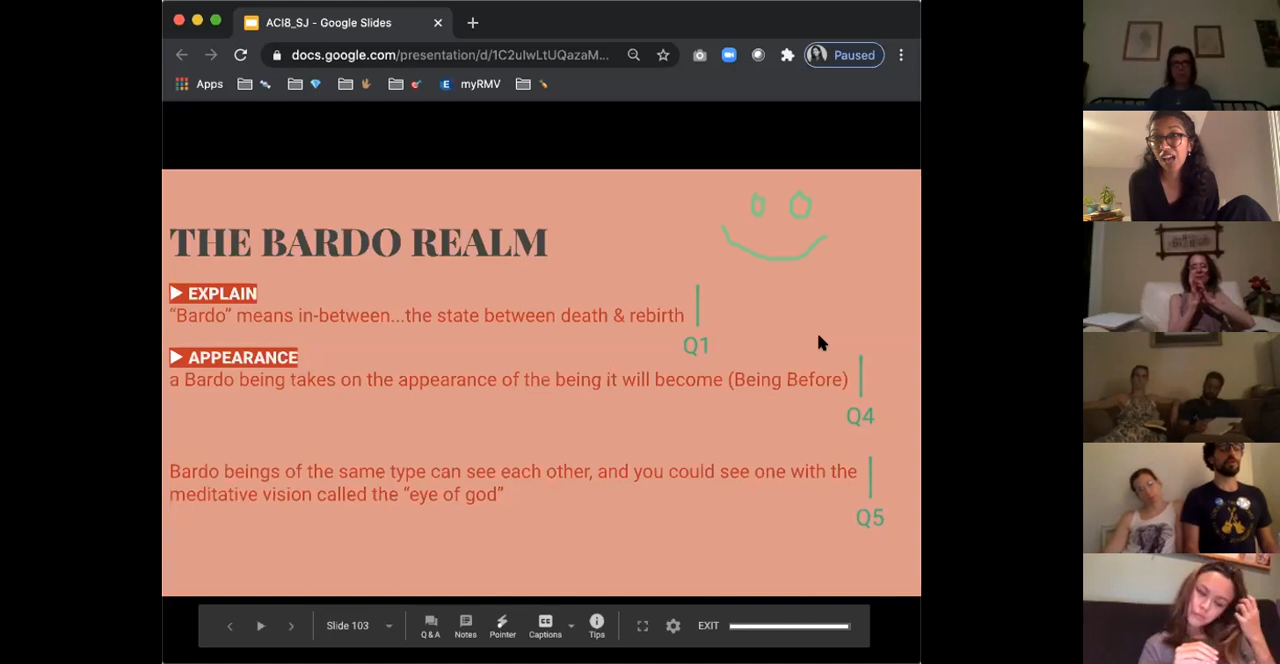 ACI8_SJ - Google Slides
docs.google.com/presentation/d/1C2uIwLtUQazaM...
Paused
Apps
myRMV
THE BARDO REALM
▶ EXPLAIN
“Bardo” means in-between...the state between death & rebirth
Q1
▶ APPEARANCE
a Bardo being takes on the appearance of the being it will become (Being Before)
Q4
Bardo beings of the same type can see each other, and you could see one with the
meditative vision called the “eye of god”
Q5
Slide 103
Q & A
Notes
Pointer
Captions
Tips
EXIT